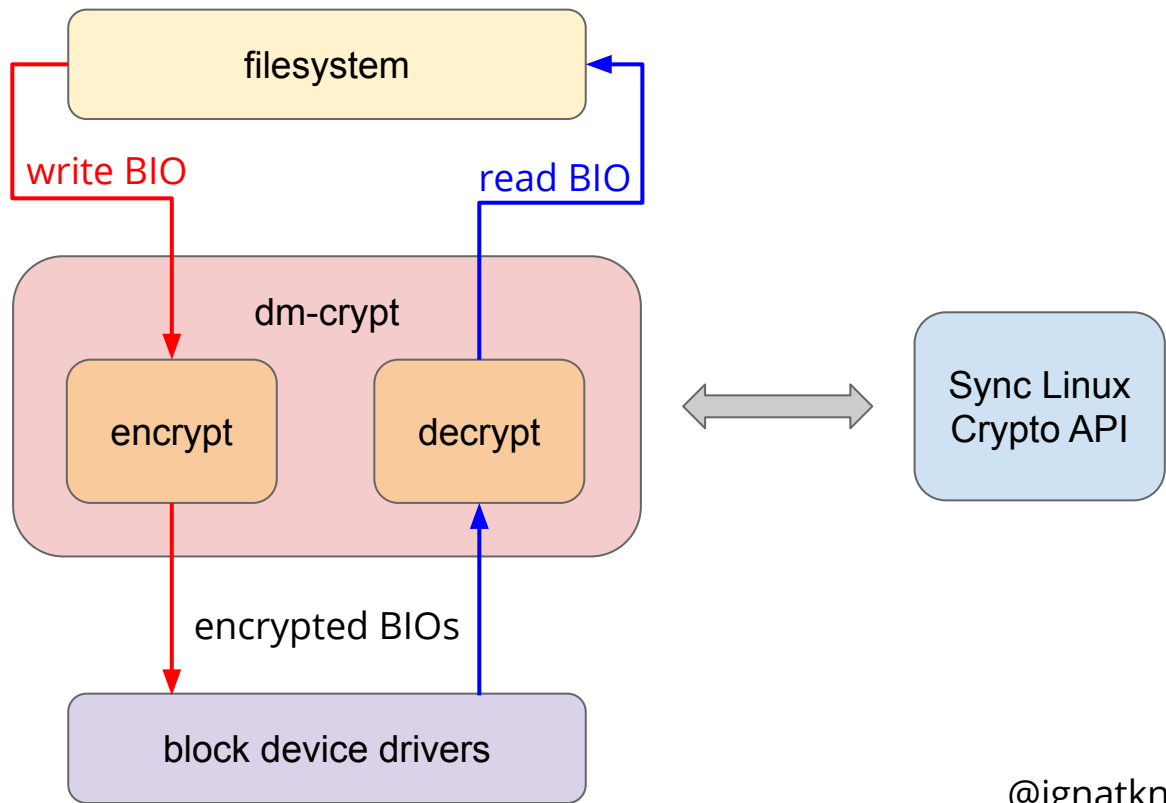 filesystem
write BIO
read BIO
dm-crypt
encrypt
decrypt
Sync Linux
Crypto API
encrypted BIOs
block device drivers